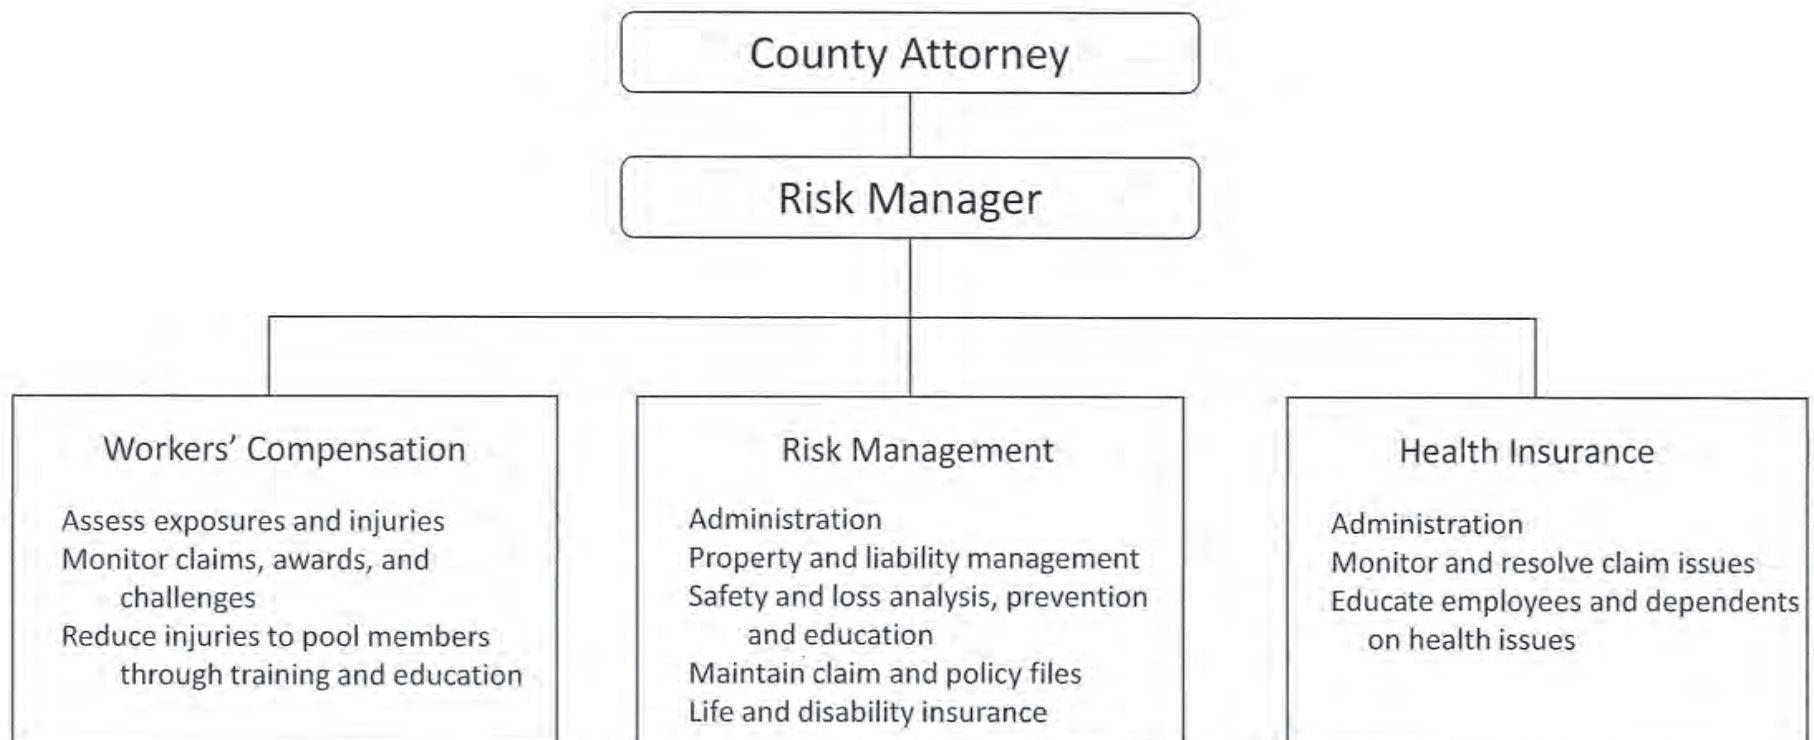 County Attorney
Risk Manager
Workers' Compensation
Assess exposures and injuries
Monitor claims, awards, and
challenges
Reduce injuries to pool members
through training and education
Risk Management
Administration
Property and liability management
Safety and loss analysis, prevention
and education
Maintain claim and policy files
Life and disability insurance
Health Insurance
Administration
Monitor and resolve claim issues
Educate employees and dependents
on health issues